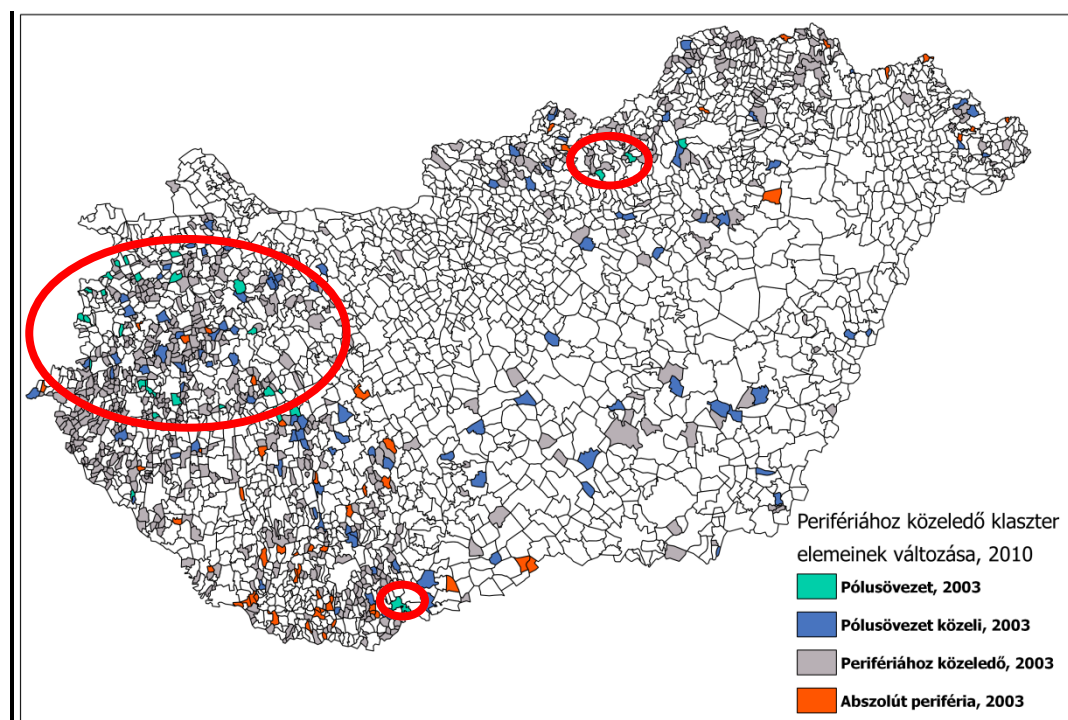 Perifériához közeledő klaszter
elemeinek változása, 2010
Pólusövezet, 2003
Pólusövezet közeli, 2003
Perifériához közeledő, 2003
Abszolút periféria, 2003